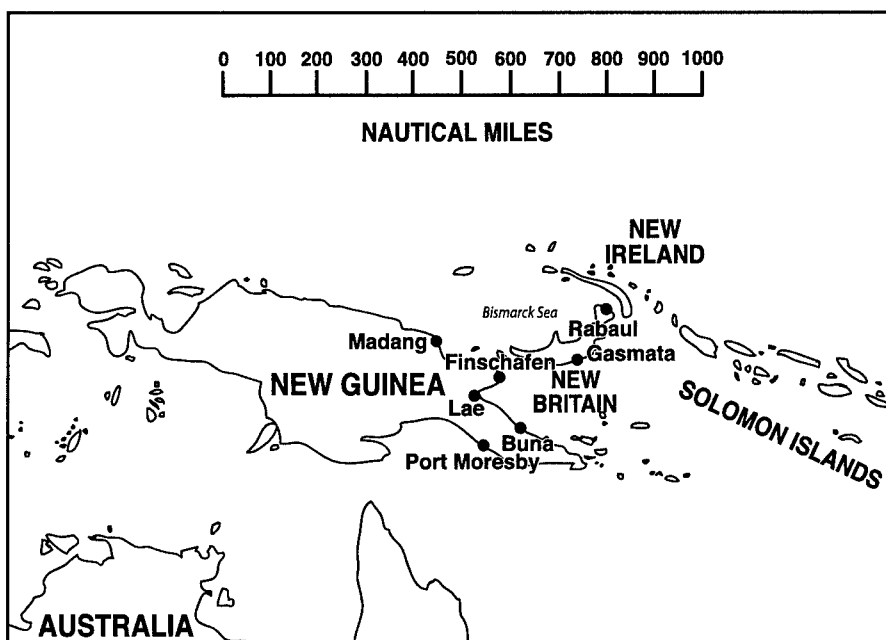 0 100 200 300 400 500 600 700 800 900 1000
NAUTICAL MILES
NEW
IRELAND
Bismarck Sea
Rabaul
Madang
Gasmata
Finschafen
NEW GUINEA
NEW
BRITAIN
Lae
SOLOMON ISLANDS
Buna
Port Moresby
AUSTRALIA